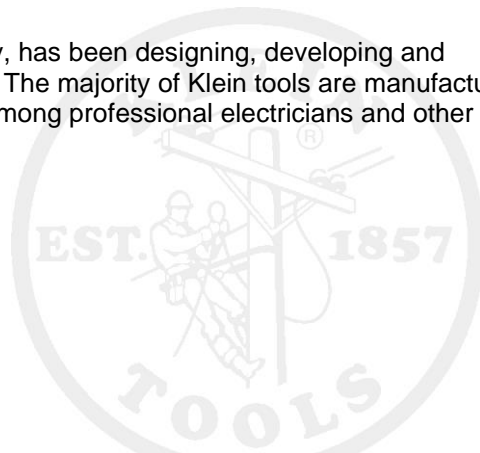 y, has been designing, developing and
The majority of Klein tools are manufactu
mong professional electricians and other
KLEIN
®
EST. 1857
TOOLS